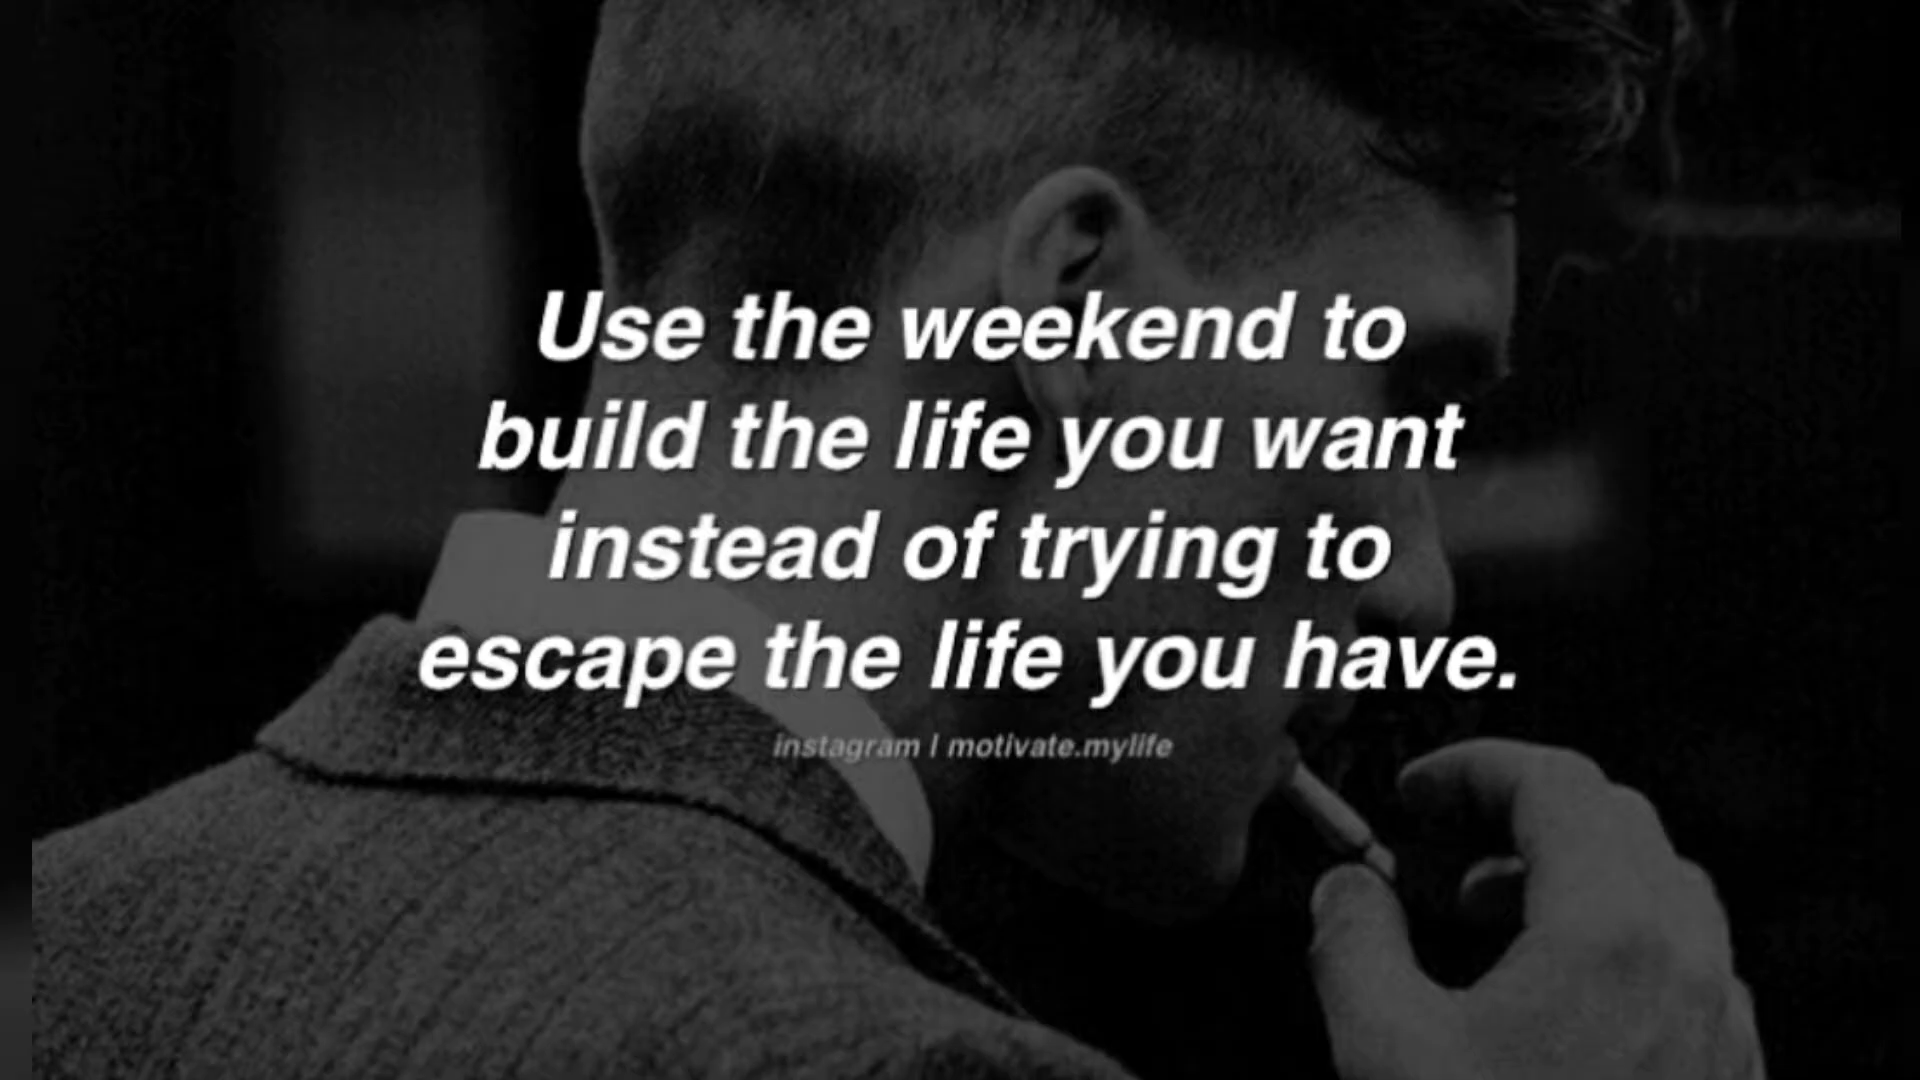 Use the weekend to
build the life you want
instead of trying to
escape the life you have.
instagram | motivate.mylife